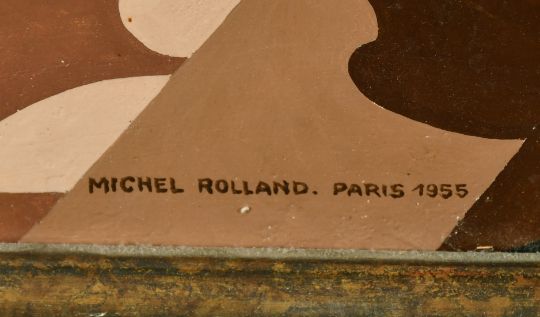 MICHEL ROLLAND. PARIS 1955